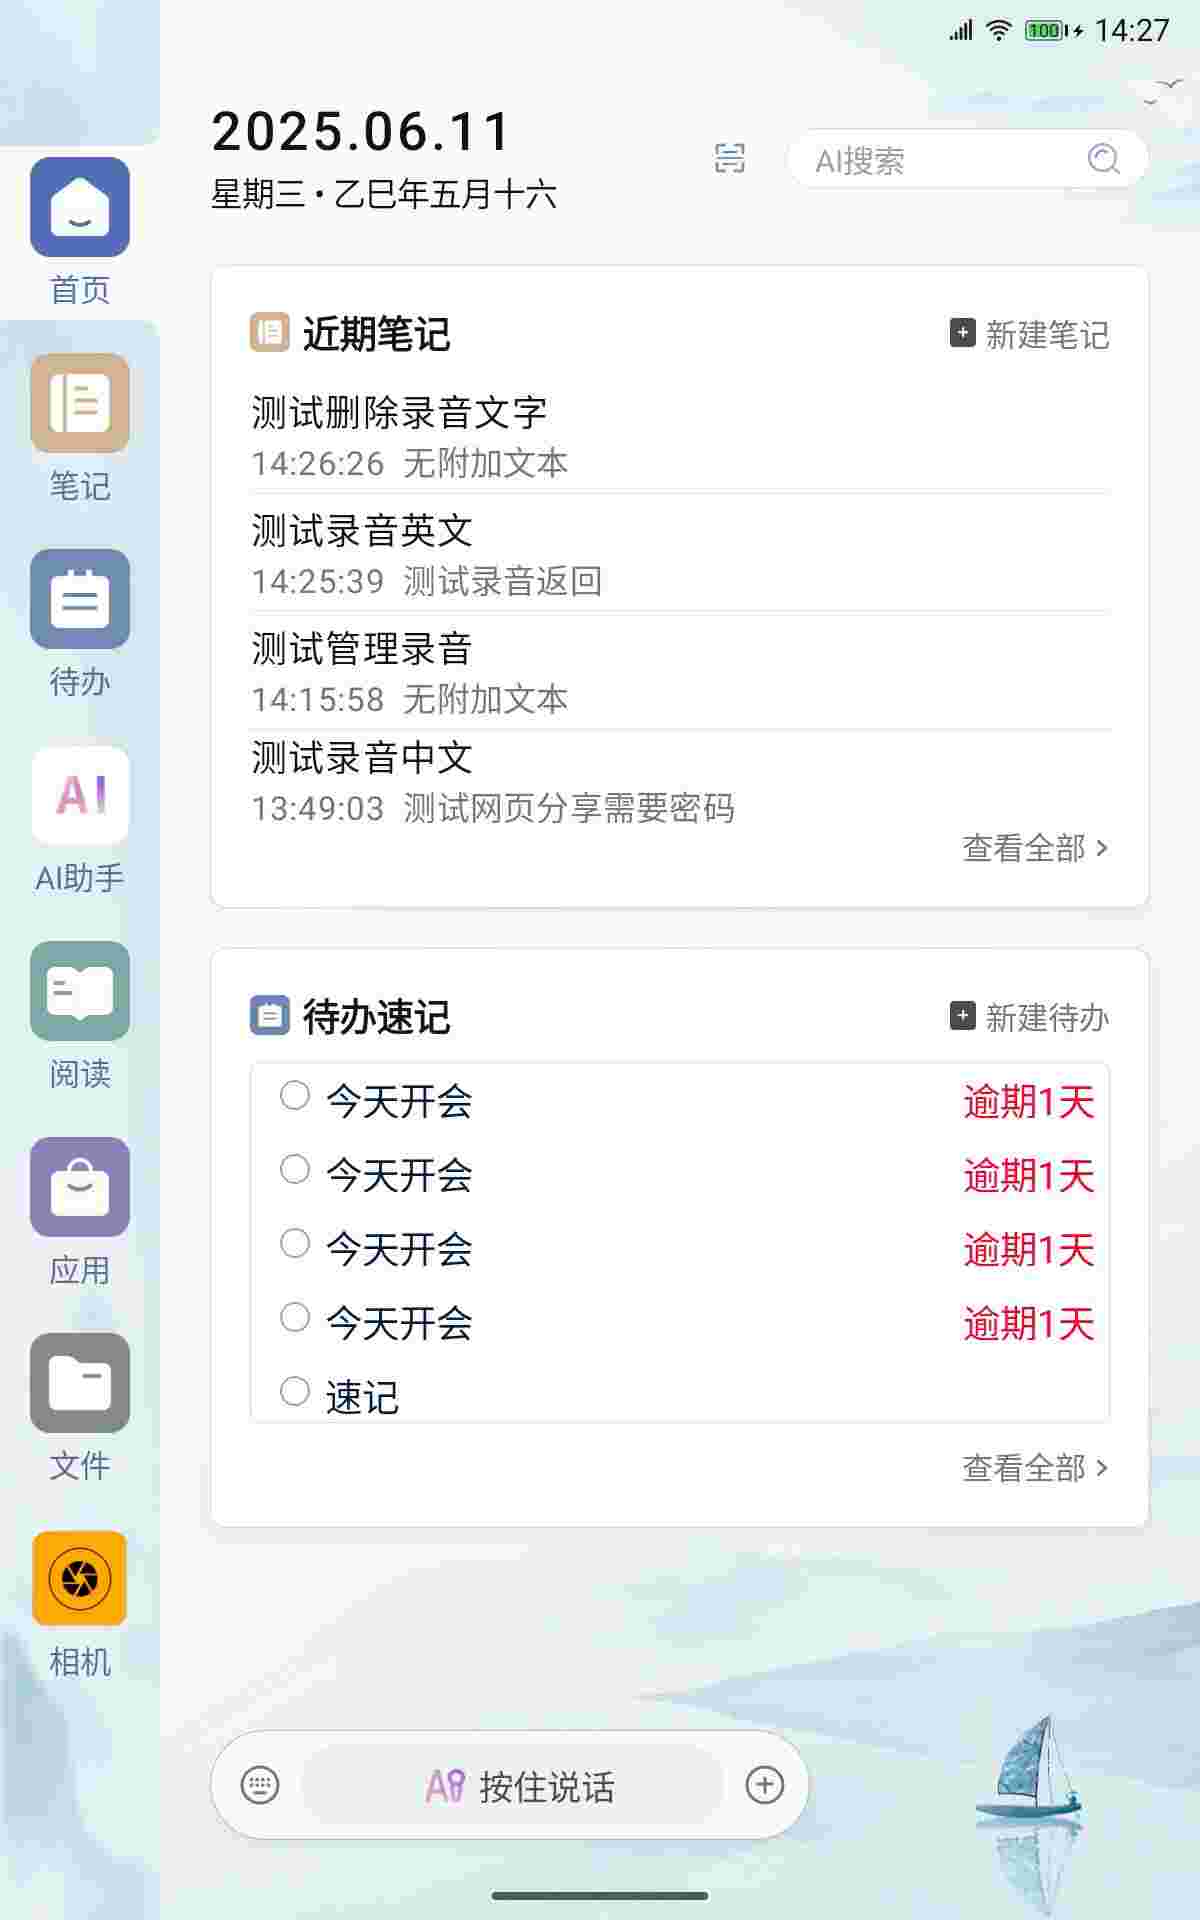 100 14:27
2025.06.11
星期三·乙巳年五月十六
AI搜索
首页
笔记
待办
AI
AI助手
阅读
应用
文件
相机
近期笔记
新建笔记
测试删除录音文字
14:26:26 无附加文本
测试录音英文
14:25:39 测试录音返回
测试管理录音
14:15:58 无附加文本
测试录音中文
13:49:03 测试网页分享需要密码
查看全部 >
待办速记
新建待办
今天开会 逾期1天
今天开会 逾期1天
今天开会 逾期1天
今天开会 逾期1天
速记
查看全部 >
AI 按住说话